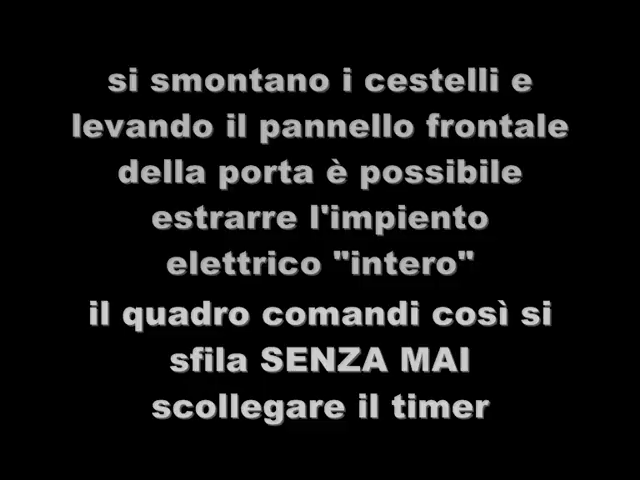 si smontano i cestelli e
levando il pannello frontale
della porta è possibile
estrarre l'impiento
elettrico "intero"
il quadro comandi così si
sfila SENZA MAI
scollegare il timer